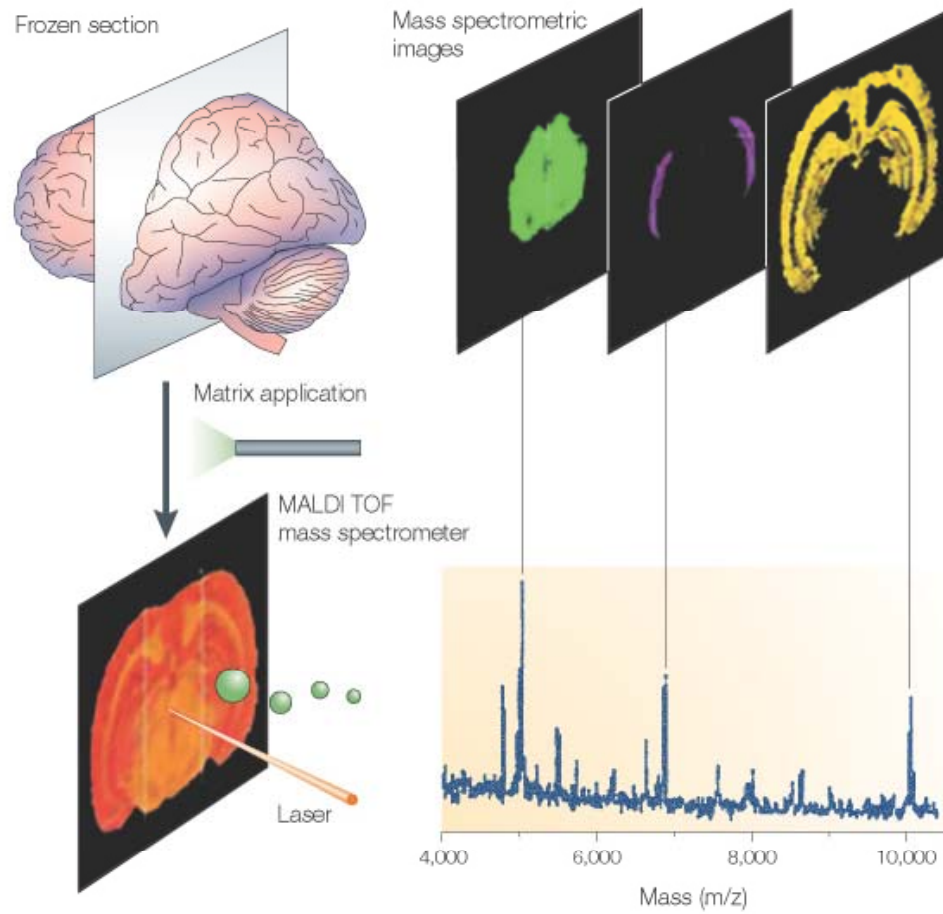 Frozen section
Mass spectrometric
images
Matrix application
MALDI TOF
mass spectrometer
Laser
4,000
6,000
8,000
10,000
Mass (m/z)